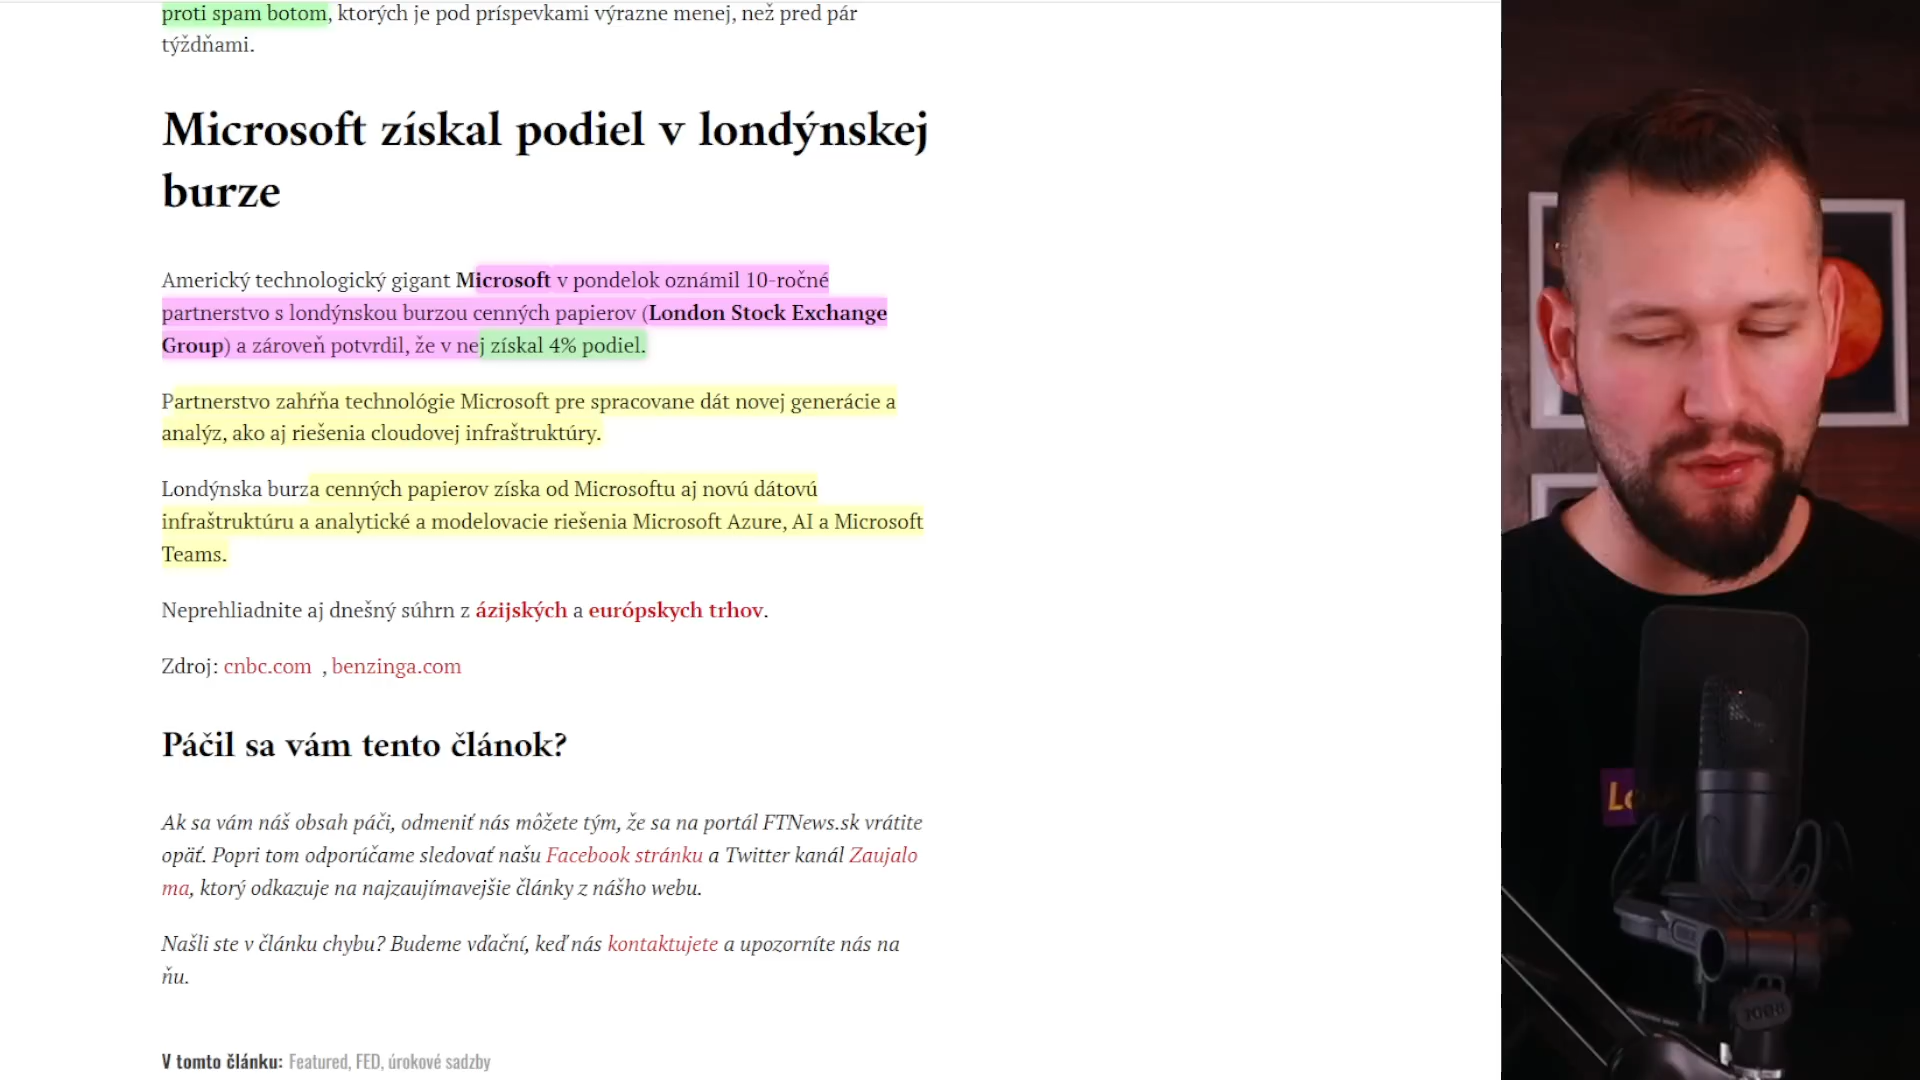 proti spam botom, ktorých je pod príspevkami výrazne menej, než pred pár
týždňami.
Microsoft získal podiel v londýnskej
burze
Americký technologický gigant Microsoft v pondelok oznámil 10-ročné
partnerstvo s londýnskou burzou cenných papierov (London Stock Exchange
Group) a zároveň potvrdil, že v nej získal 4% podiel.
Partnerstvo zahŕňa technológie Microsoft pre spracovane dát novej generácie a
analýz, ako aj riešenia cloudovej infraštruktúry.
Londýnska burza cenných papierov získa od Microsoftu aj novú dátovú
infraštruktúru a analytické a modelovacie riešenia Microsoft Azure, AI a Microsoft
Teams.
Neprehliadnite aj dnešný súhrn z ázijských a európskych trhov.
Zdroj: cnbc.com , benzinga.com
Páčil sa vám tento článok?
Ak sa vám náš obsah páči, odmeniť nás môžete tým, že sa na portál FTNews.sk vrátite
opäť. Popri tom odporúčame sledovať našu Facebook stránku a Twitter kanál Zaujalo
ma, ktorý odkazuje na najzaujímavejšie články z nášho webu.
Našli ste v článku chybu? Budeme vďační, keď nás kontaktujete a upozorníte nás na
ňu.
V tomto článku: Featured, FED, úrokové sadzby